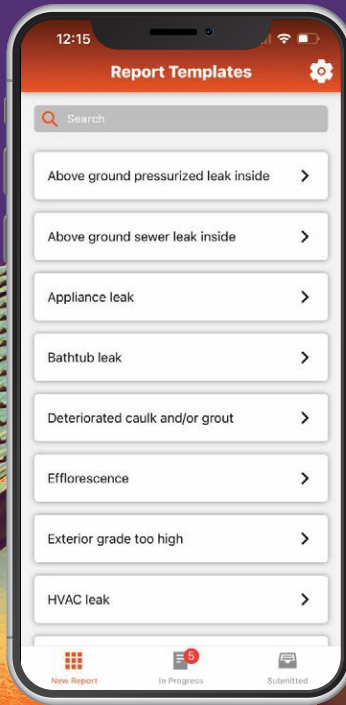 12:15
Report Templates
Search
Above ground pressurized leak inside
Above ground sewer leak inside
Appliance leak
Bathtub leak
Deteriorated caulk and/or grout
Efflorescence
Exterior grade too high
HVAC leak
5
New Report
In Progress
Submitted